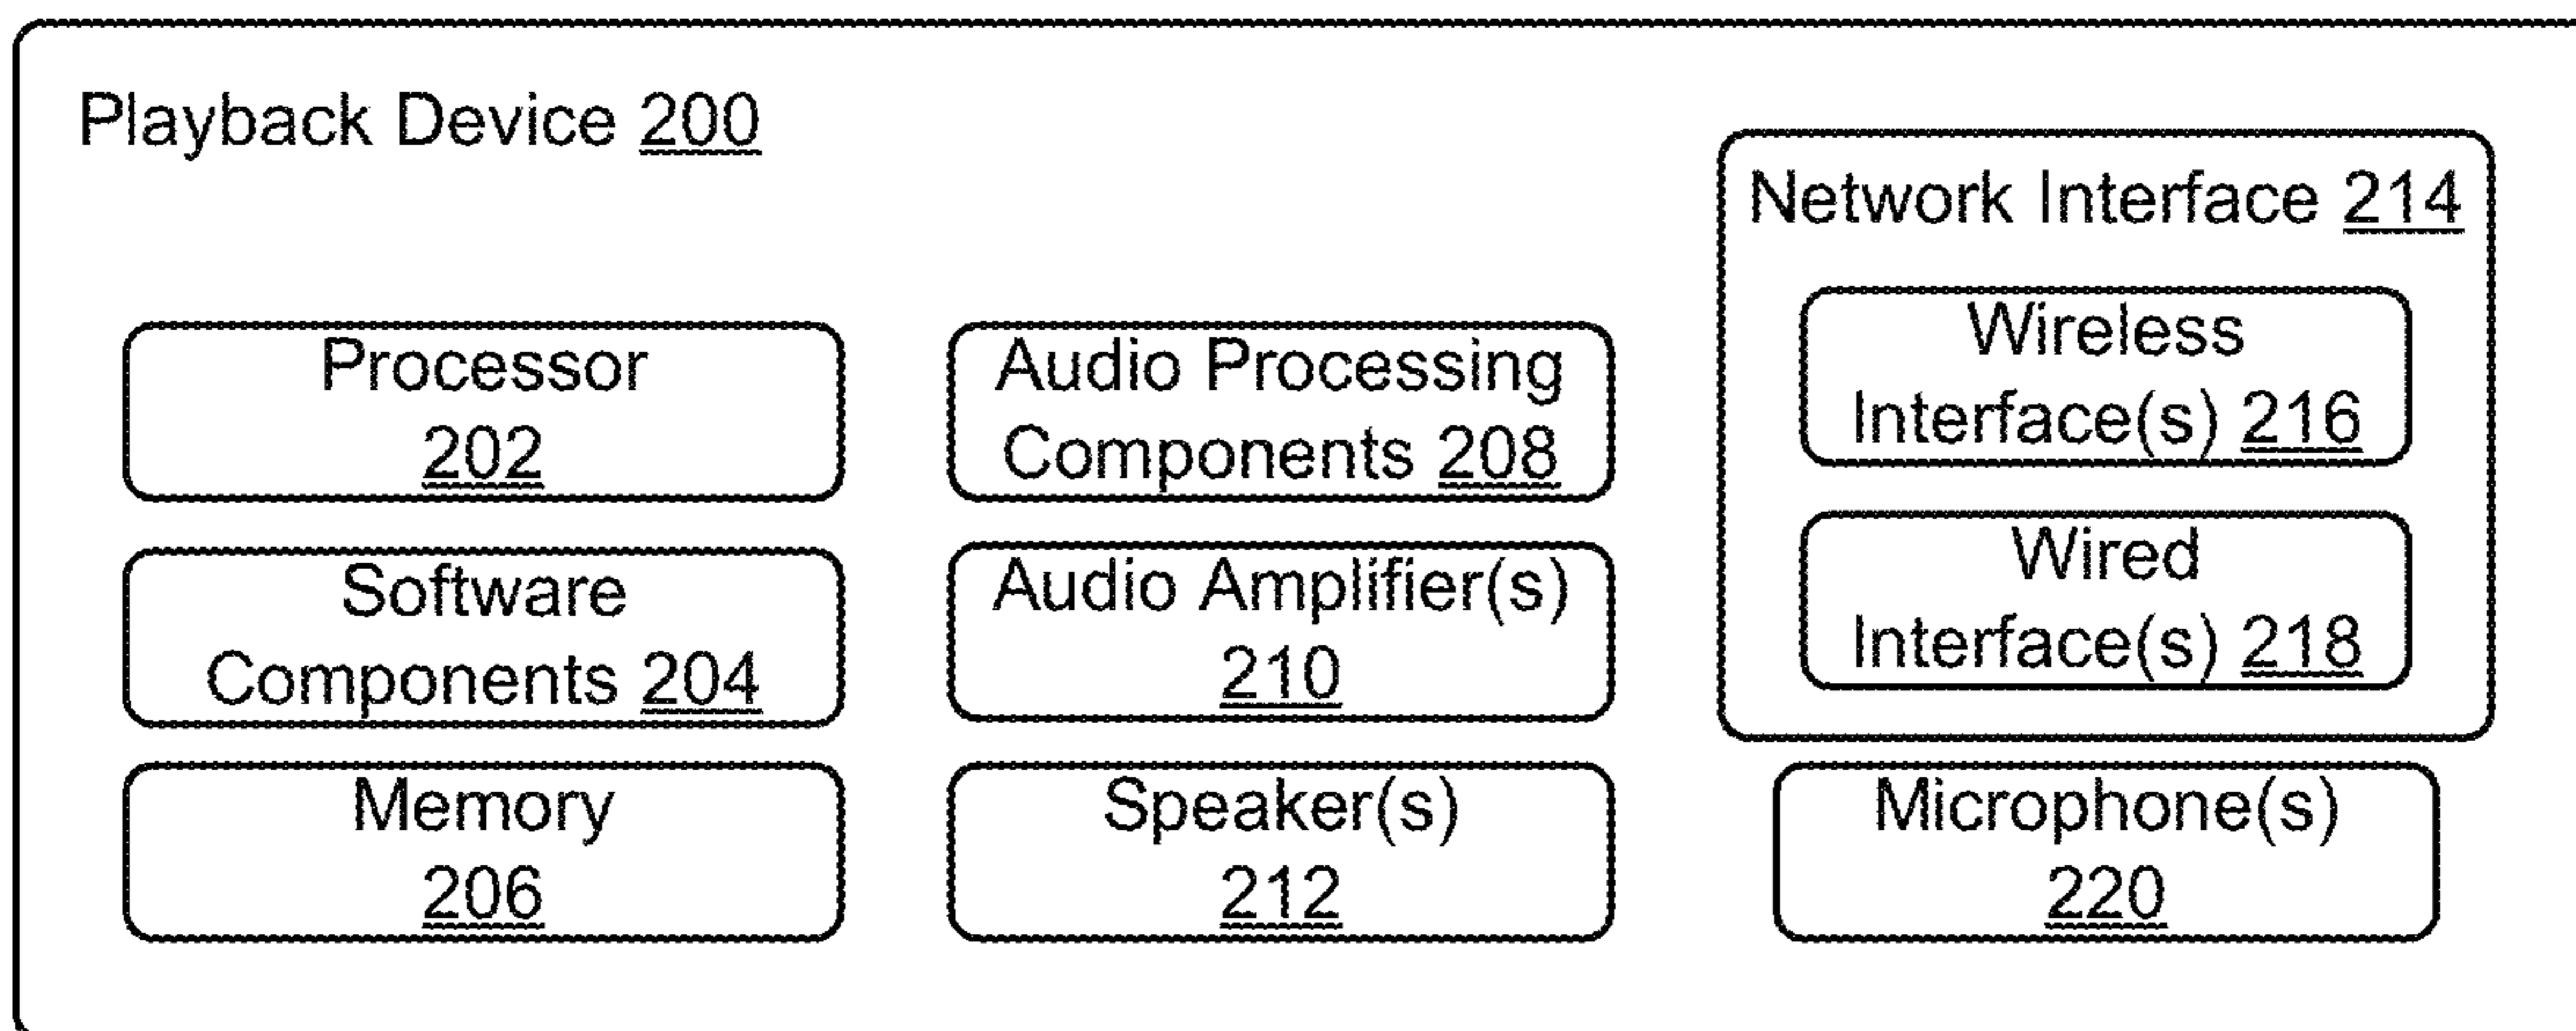 Playback Device 200
Processor
202
Software
Components 204
Memory
206
Audio Processing
Components 208
Audio Amplifier(s)
210
Speaker(s)
212
Network Interface 214
Wireless
Interface(s) 216
Wired
Interface(s) 218
Microphone(s)
220